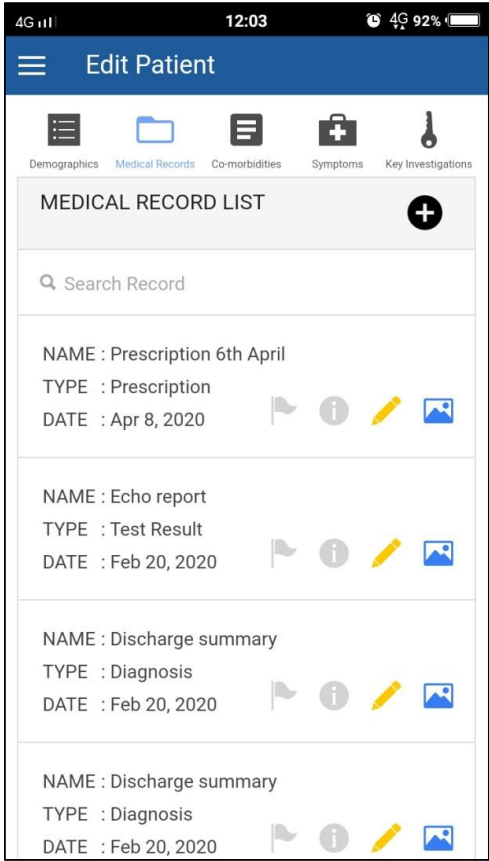 4G 12:03 4G 92%
Edit Patient
Demographics Medical Records Co-morbidities Symptoms Key Investigations
MEDICAL RECORD LIST
Search Record
NAME : Prescription 6th April
TYPE : Prescription
DATE : Apr 8, 2020
NAME : Echo report
TYPE : Test Result
DATE : Feb 20, 2020
NAME : Discharge summary
TYPE : Diagnosis
DATE : Feb 20, 2020
NAME : Discharge summary
TYPE : Diagnosis
DATE : Feb 20, 2020